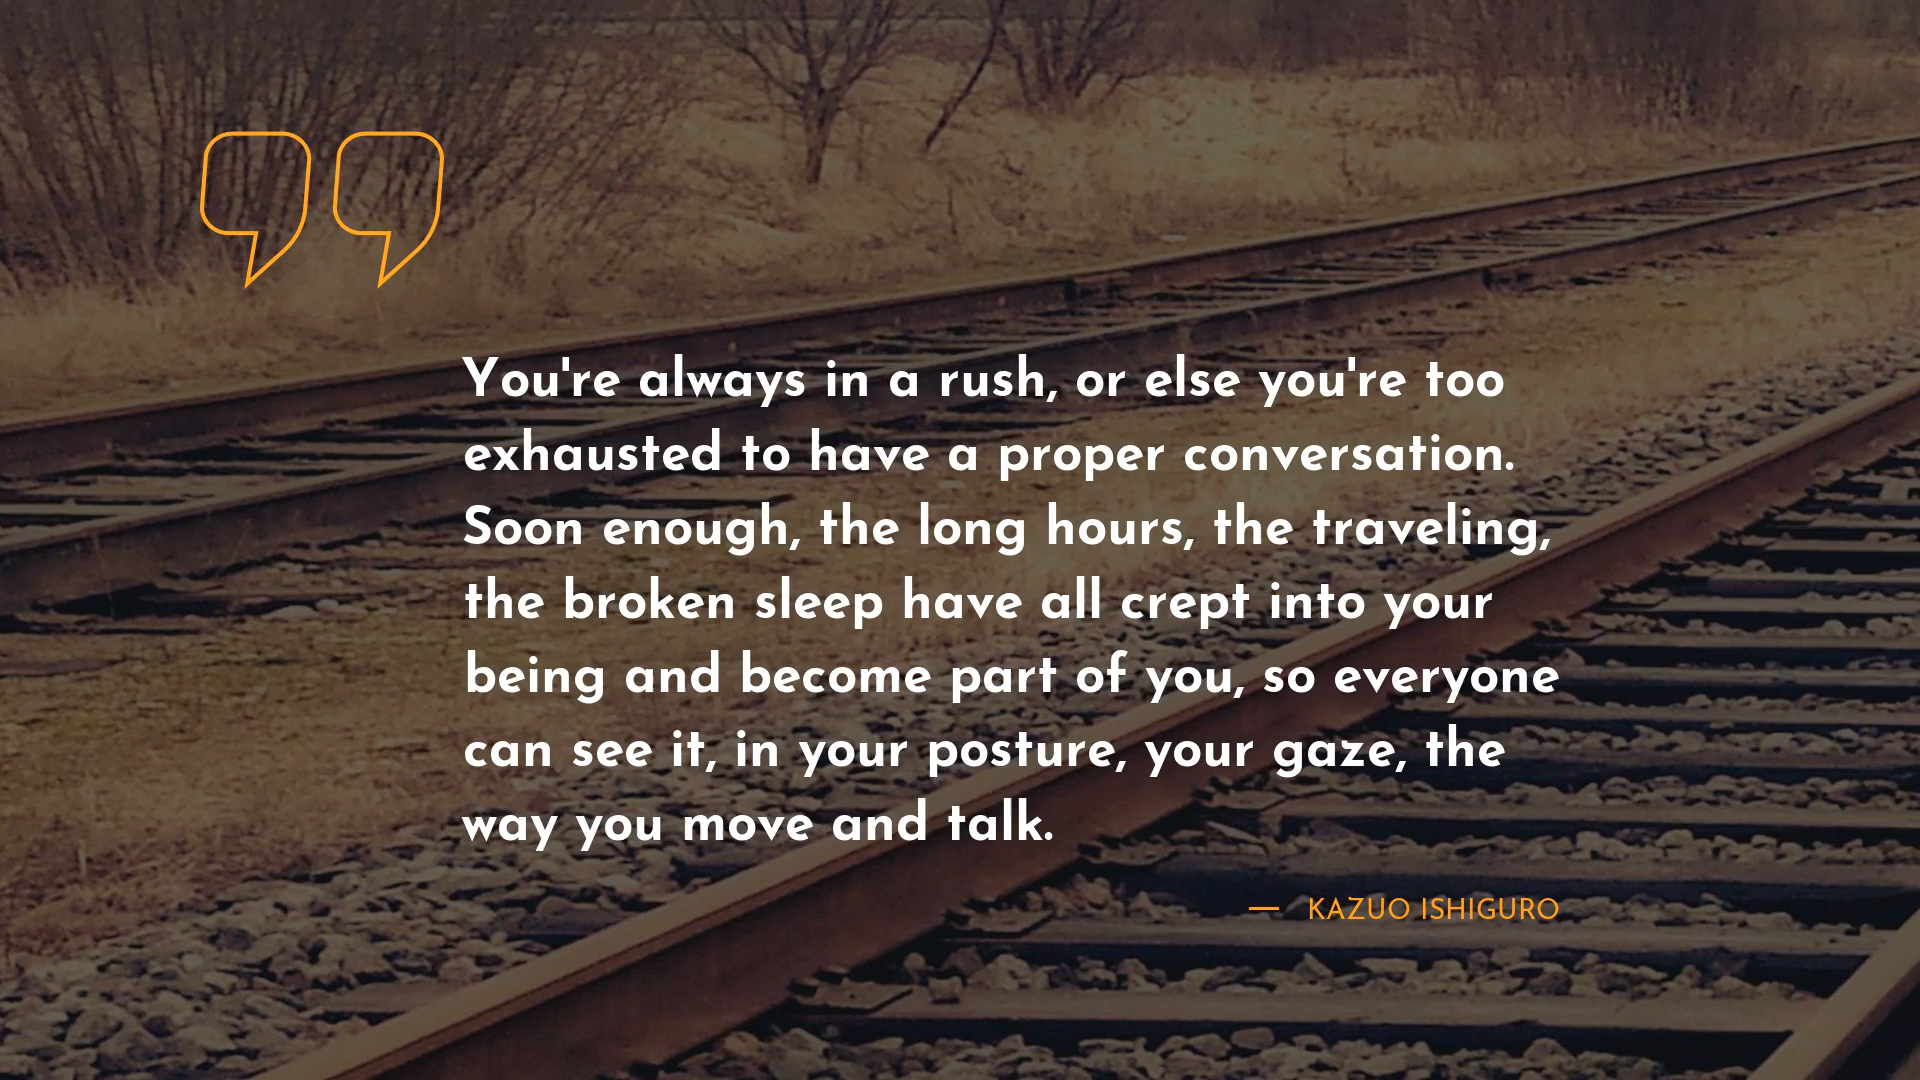 You're always in a rush, or else you're too
exhausted to have a proper conversation.
Soon enough, the long hours, the traveling,
the broken sleep have all crept into your
being and become part of you, so everyone
can see it, in your posture, your gaze, the
way you move and talk.
— KAZUO ISHIGURO